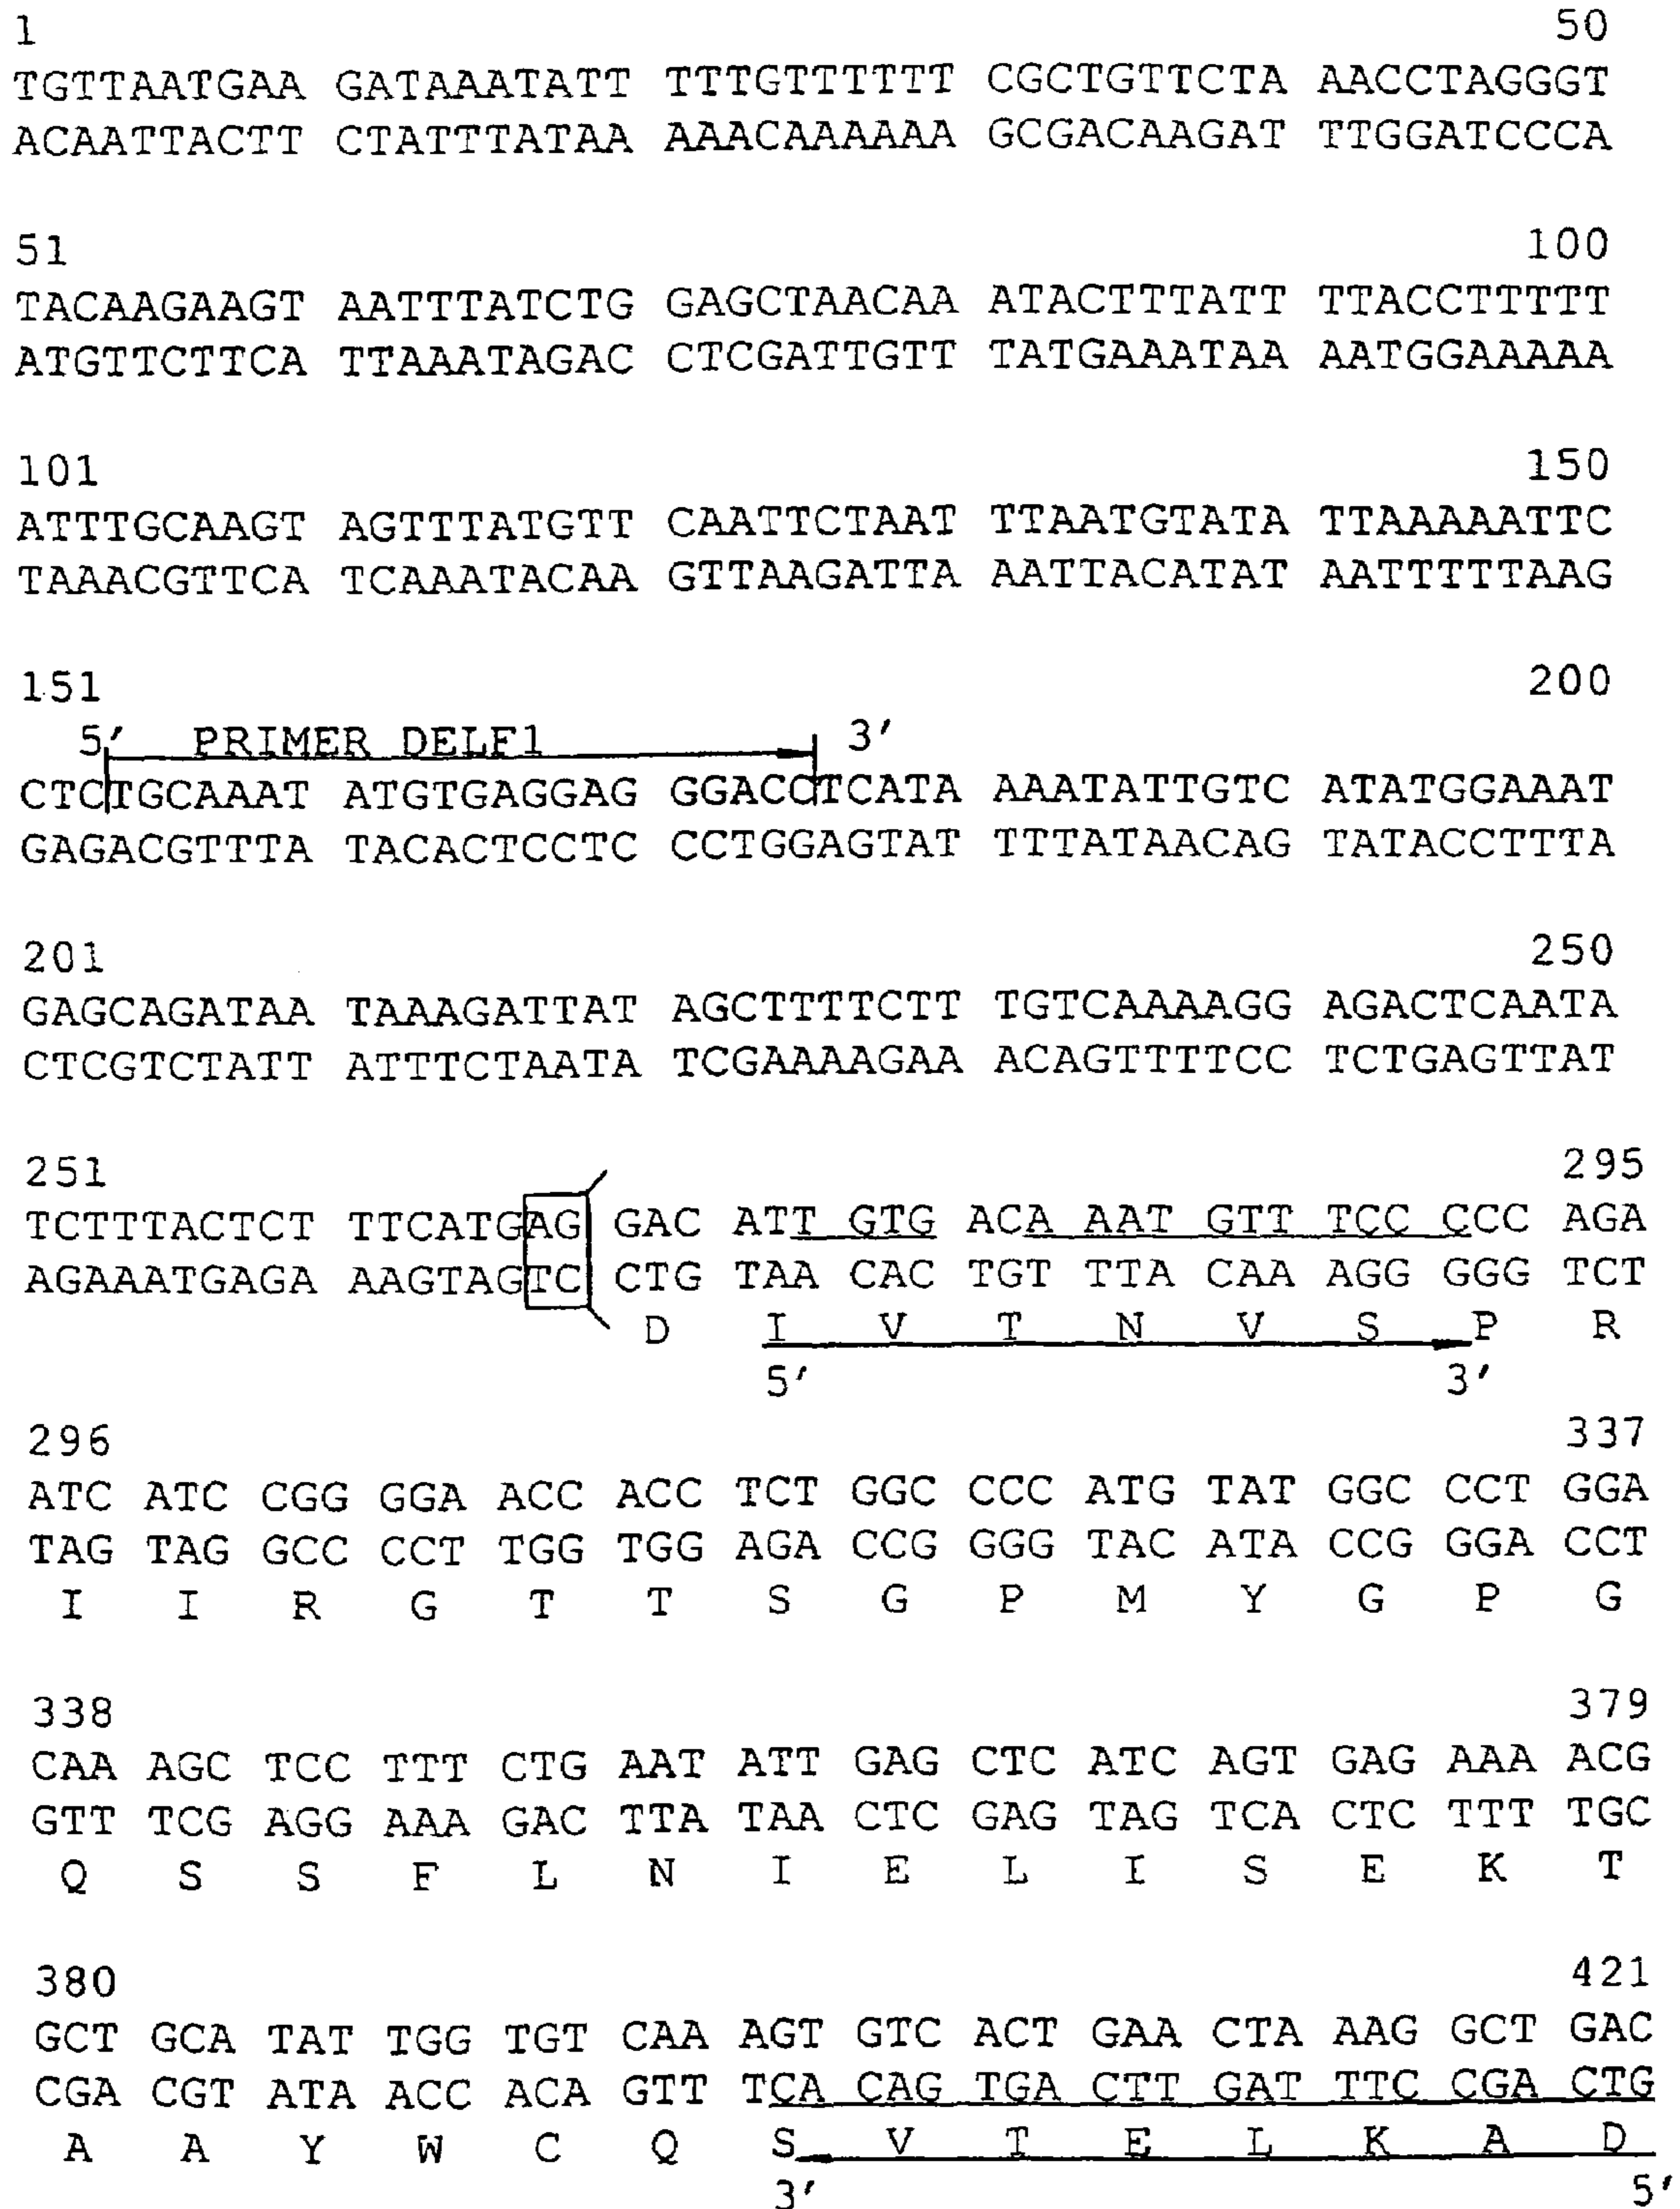 1 50
TGTTAATGAA GATAAATATT TTTGTTTTTT CGCTGTTCTA AACCTAGGGT
ACAATTACTT CTATTTATAA AAACAAAAAA GCGACAAGAT TTGGATCCCA
51 100
TACAAGAAGT AATTTATCTG GAGCTAACAA ATACTTTATT TTACCTTTTT
ATGTTCTTCA TTAAATAGAC CTCGATTGTT TATGAAATAA AATGGAAAAA
101 150
ATTTGCAAGT AGTTTATGTT CAATTCTAAT TTAATGTATA TTAAAAATTC
TAAACGTTCA TCAAATACAA GTTAAGATTA AATTACATAT AATTTTTAAG
151 200
5' PRIMER DELF1 3'
CTCTGCAAAT ATGTGAGGAG GGACCTCATA AAATATTGTC ATATGGAAAT
GAGACGTTTA TACACTCCTC CCTGGAGTAT TTTATAACAG TATACCTTTA
201 250
GAGCAGATAA TAAAGATTAT AGCTTTTCTT TGTCAAAAGG AGACTCAATA
CTCGTCTATT ATTTCTAATA TCGAAAAGAA ACAGTTTTCC TCTGAGTTAT
251 295
TCTTTACTCT TTCATGAG GAC ATT GTG ACA AAT GTT TCC CCC AGA
AGAAATGAGA AAGTAGTC CTG TAA CAC TGT TTA CAA AGG GGG TCT
D I V T N V S P R
5' 3'
296 337
ATC ATC CGG GGA ACC ACC TCT GGC CCC ATG TAT GGC CCT GGA
TAG TAG GCC CCT TGG TGG AGA CCG GGG TAC ATA CCG GGA CCT
I I R G T T S G P M Y G P G
338 379
CAA AGC TCC TTT CTG AAT ATT GAG CTC ATC AGT GAG AAA ACG
GTT TCG AGG AAA GAC TTA TAA CTC GAG TAG TCA CTC TTT TGC
Q S S F L N I E L I S E K T
380 421
GCT GCA TAT TGG TGT CAA AGT GTC ACT GAA CTA AAG GCT GAC
CGA CGT ATA ACC ACA GTT TCA CAG TGA CTT GAT TTC CGA CTG
A A Y W C Q S V T E L K A D
3' 5'